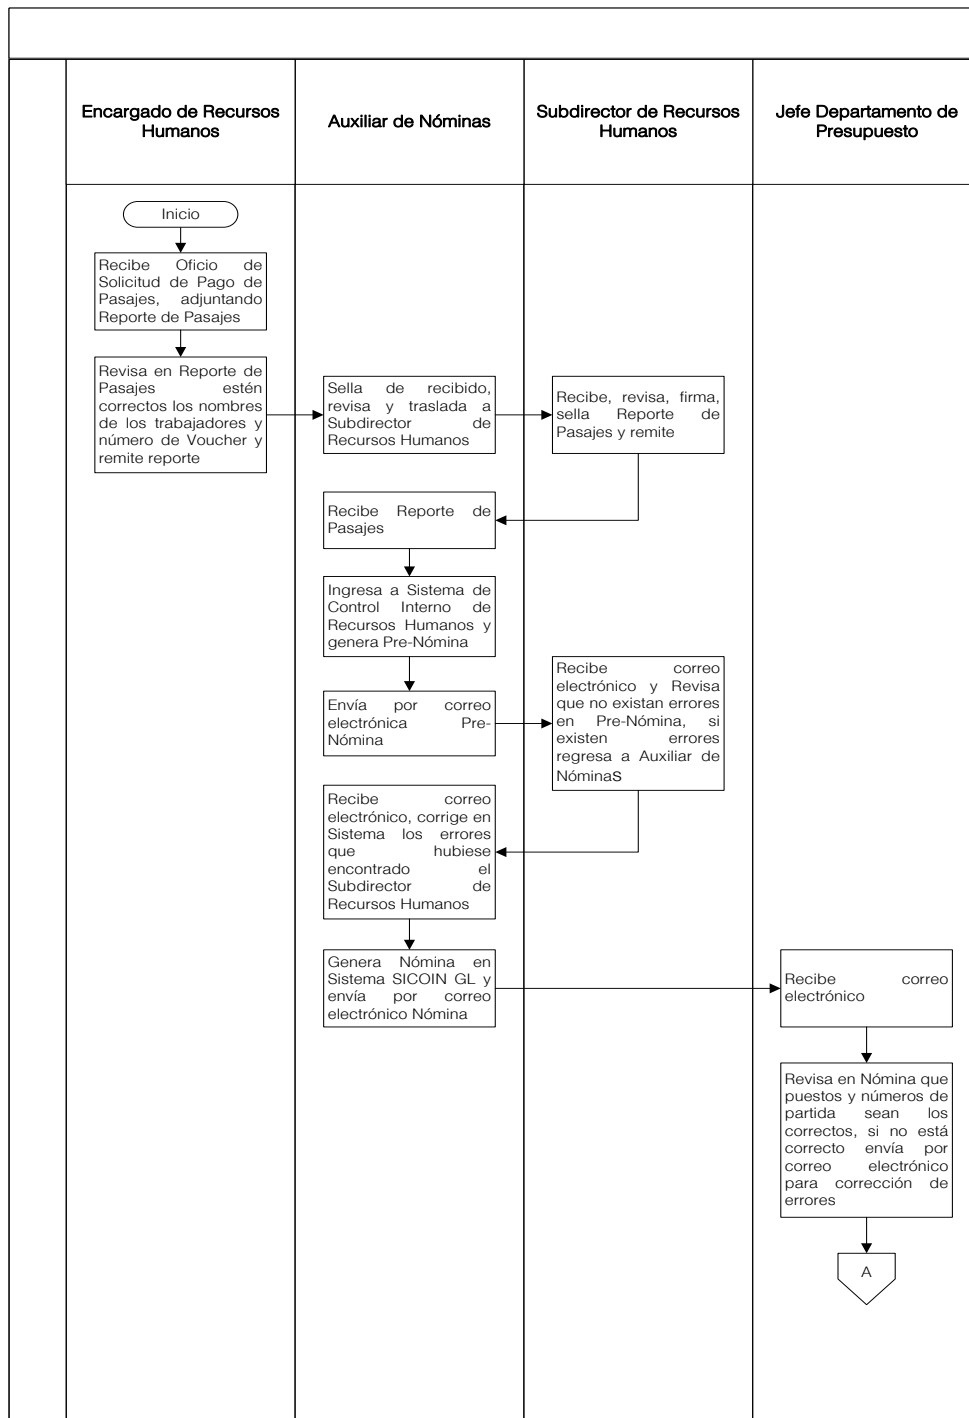 Encargado de Recursos
Humanos
Auxiliar de Nóminas
Subdirector de Recursos
Humanos
Jefe Departamento de
Presupuesto
Inicio
Recibe Oficio de
Solicitud de Pago de
Pasajes, adjuntando
Reporte de Pasajes
Revisa en Reporte de
Pasajes estén
correctos los nombres
de los trabajadores y
número de Voucher y
remite reporte
Sella de recibido,
revisa y traslada a
Subdirector de
Recursos Humanos
Recibe, revisa, firma,
sella Reporte de
Pasajes y remite
Recibe Reporte de
Pasajes
Ingresa a Sistema de
Control Interno de
Recursos Humanos y
genera Pre-Nómina
Envía por correo
electrónica Pre-
Nómina
Recibe correo
electrónico y Revisa
que no existan errores
en Pre-Nómina, si
existen errores
regresa a Auxiliar de
Nóminas
Recibe correo
electrónico, corrige en
Sistema los errores
que hubiese
encontrado el
Subdirector de
Recursos Humanos
Genera Nómina en
Sistema SICOIN GL y
envía por correo
electrónico Nómina
Recibe correo
electrónico
Revisa en Nómina que
puestos y números de
partida sean los
correctos, si no está
correcto envía por
correo electrónico
para corrección de
errores
A